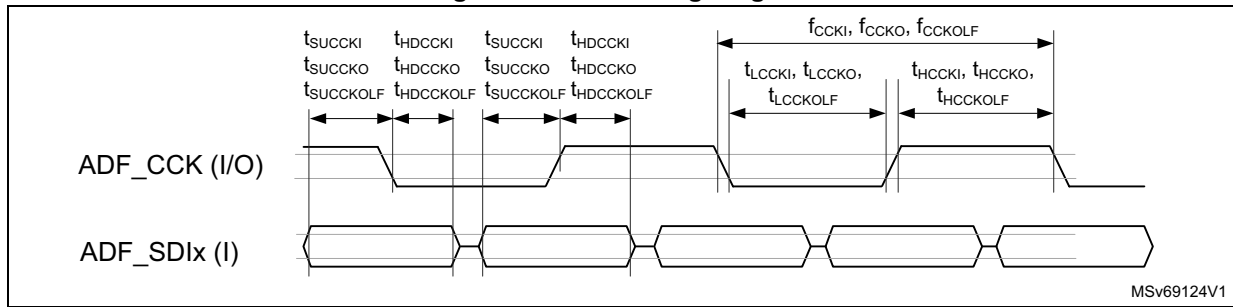 fCCKI, fCCKO, fCCKOLF
tSUCCKI tHDCCKI tSUCCKI tHDCCKI
tSUCCKO tHDCCKO tSUCCKO tHDCCKO
tSUCCKOLF tHDCCKOLF tSUCCKOLF tHDCCKOLF
tLCCKI, tLCCKO,
tLCCKOLF
tHCCKI, tHCCKO,
tHCCKOLF
ADF_CCK (I/O)
ADF_SDIx (I)
MSv69124V1